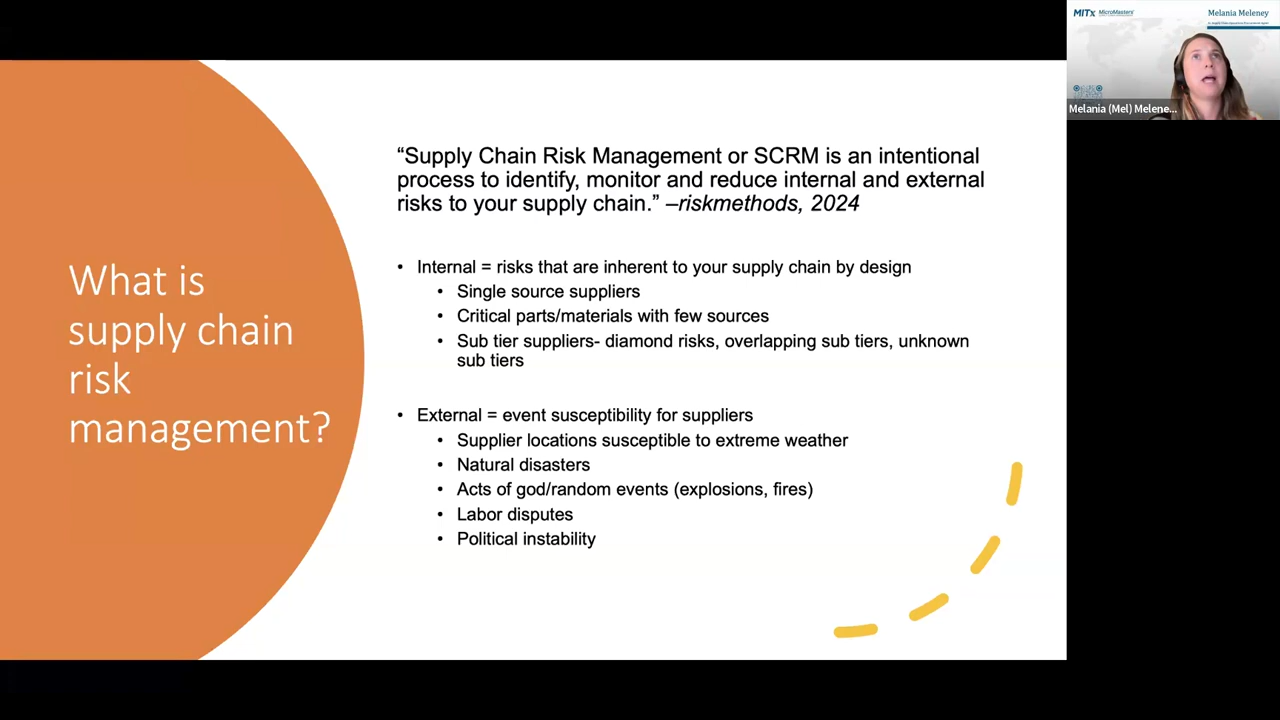 What is
supply chain
risk
management?
“Supply Chain Risk Management or SCRM is an intentional
process to identify, monitor and reduce internal and external
risks to your supply chain.” –riskmethods, 2024
• Internal = risks that are inherent to your supply chain by design
• Single source suppliers
• Critical parts/materials with few sources
• Sub tier suppliers- diamond risks, overlapping sub tiers, unknown
sub tiers
• External = event susceptibility for suppliers
• Supplier locations susceptible to extreme weather
• Natural disasters
• Acts of god/random events (explosions, fires)
• Labor disputes
• Political instability
MITx MicroMasters
Melania Meleney
Melania (Mel) Melene...